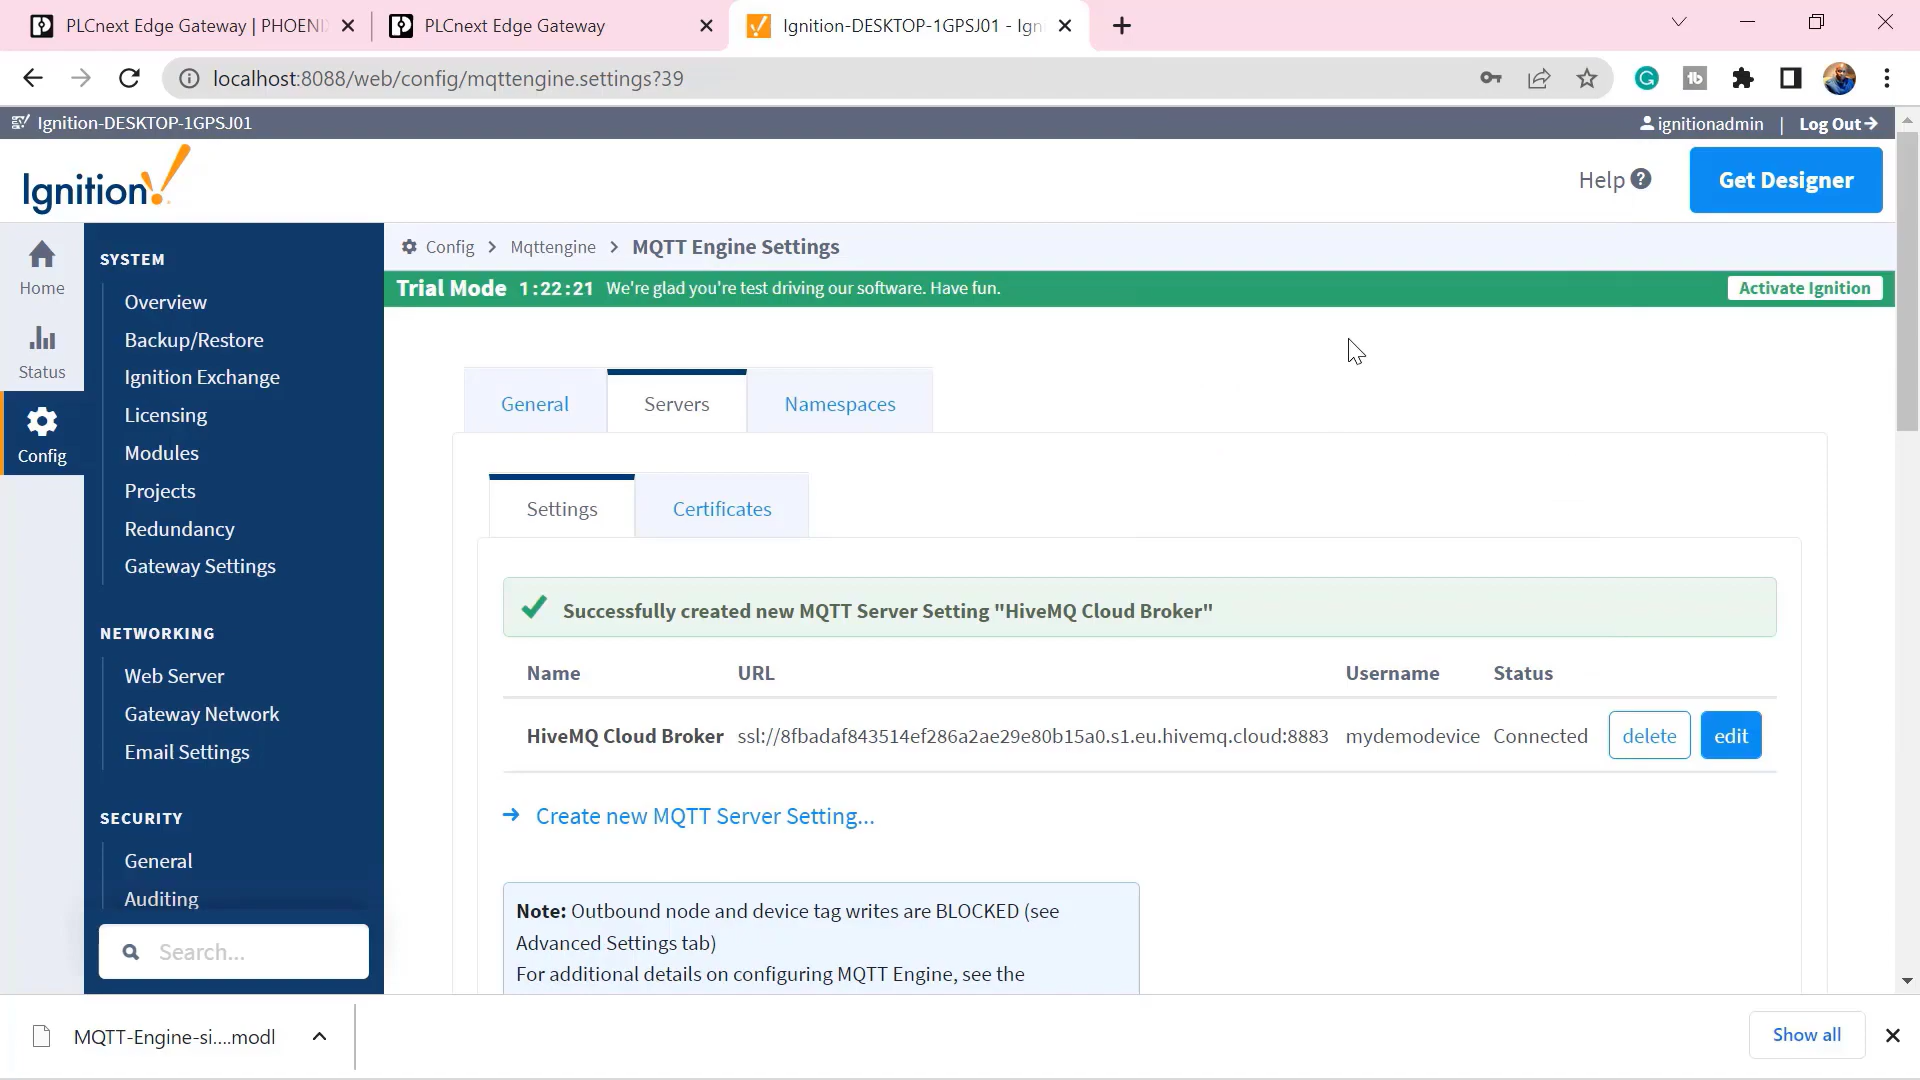 PLCnext Edge Gateway | PHOENI
PLCnext Edge Gateway
Ignition-DESKTOP-1GPSJ01 - Ign
localhost:8088/web/config/mqttengine.settings?39
Ignition-DESKTOP-1GPSJ01
ignitionadmin | Log Out
Ignition!
Help ?
Get Designer
Config > Mqttengine > MQTT Engine Settings
Trial Mode 1:22:21 We're glad you're test driving our software. Have fun.
Activate Ignition
Home
Status
Config
SYSTEM
Overview
Backup/Restore
Ignition Exchange
Licensing
Modules
Projects
Redundancy
Gateway Settings
NETWORKING
Web Server
Gateway Network
Email Settings
SECURITY
General
Auditing
Search...
General
Servers
Namespaces
Settings
Certificates
Successfully created new MQTT Server Setting "HiveMQ Cloud Broker"
Name URL Username Status
HiveMQ Cloud Broker ssl://8fbadaf843514ef286a2ae29e80b15a0.s1.eu.hivemq.cloud:8883 mydemodevice Connected delete edit
Create new MQTT Server Setting...
Note: Outbound node and device tag writes are BLOCKED (see
Advanced Settings tab)
For additional details on configuring MQTT Engine, see the
MQTT-Engine-si....modl
Show all